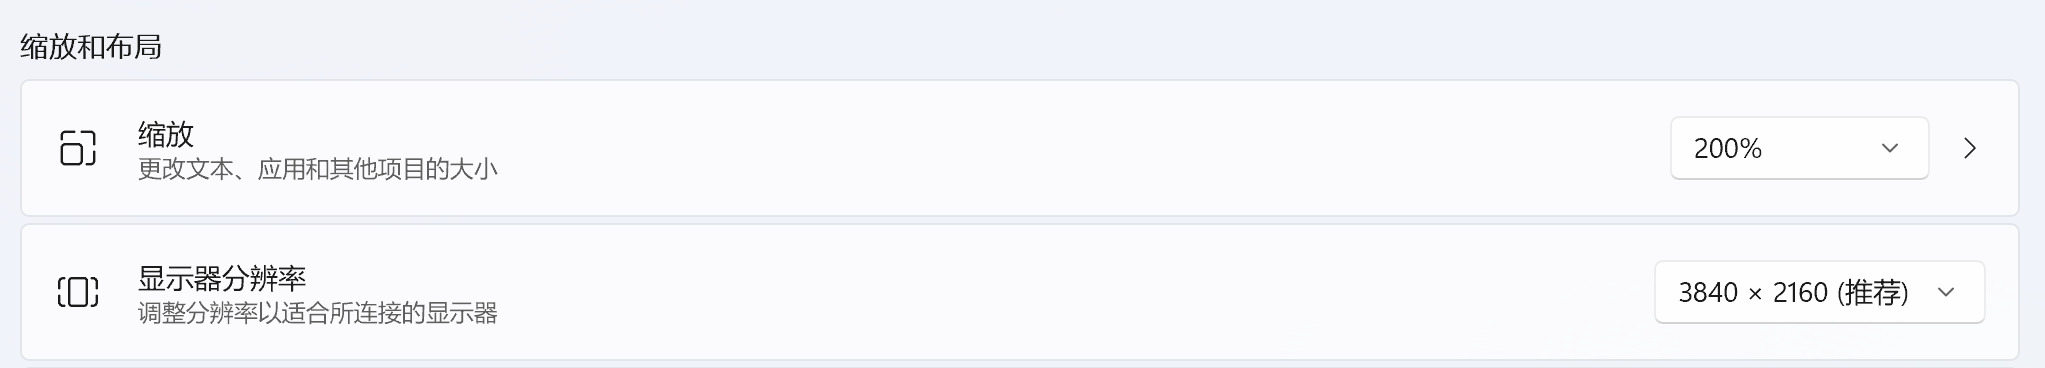 缩放和布局
缩放
更改文本、应用和其他项目的大小
200%
显示器分辨率
调整分辨率以适合所连接的显示器
3840 × 2160 (推荐)